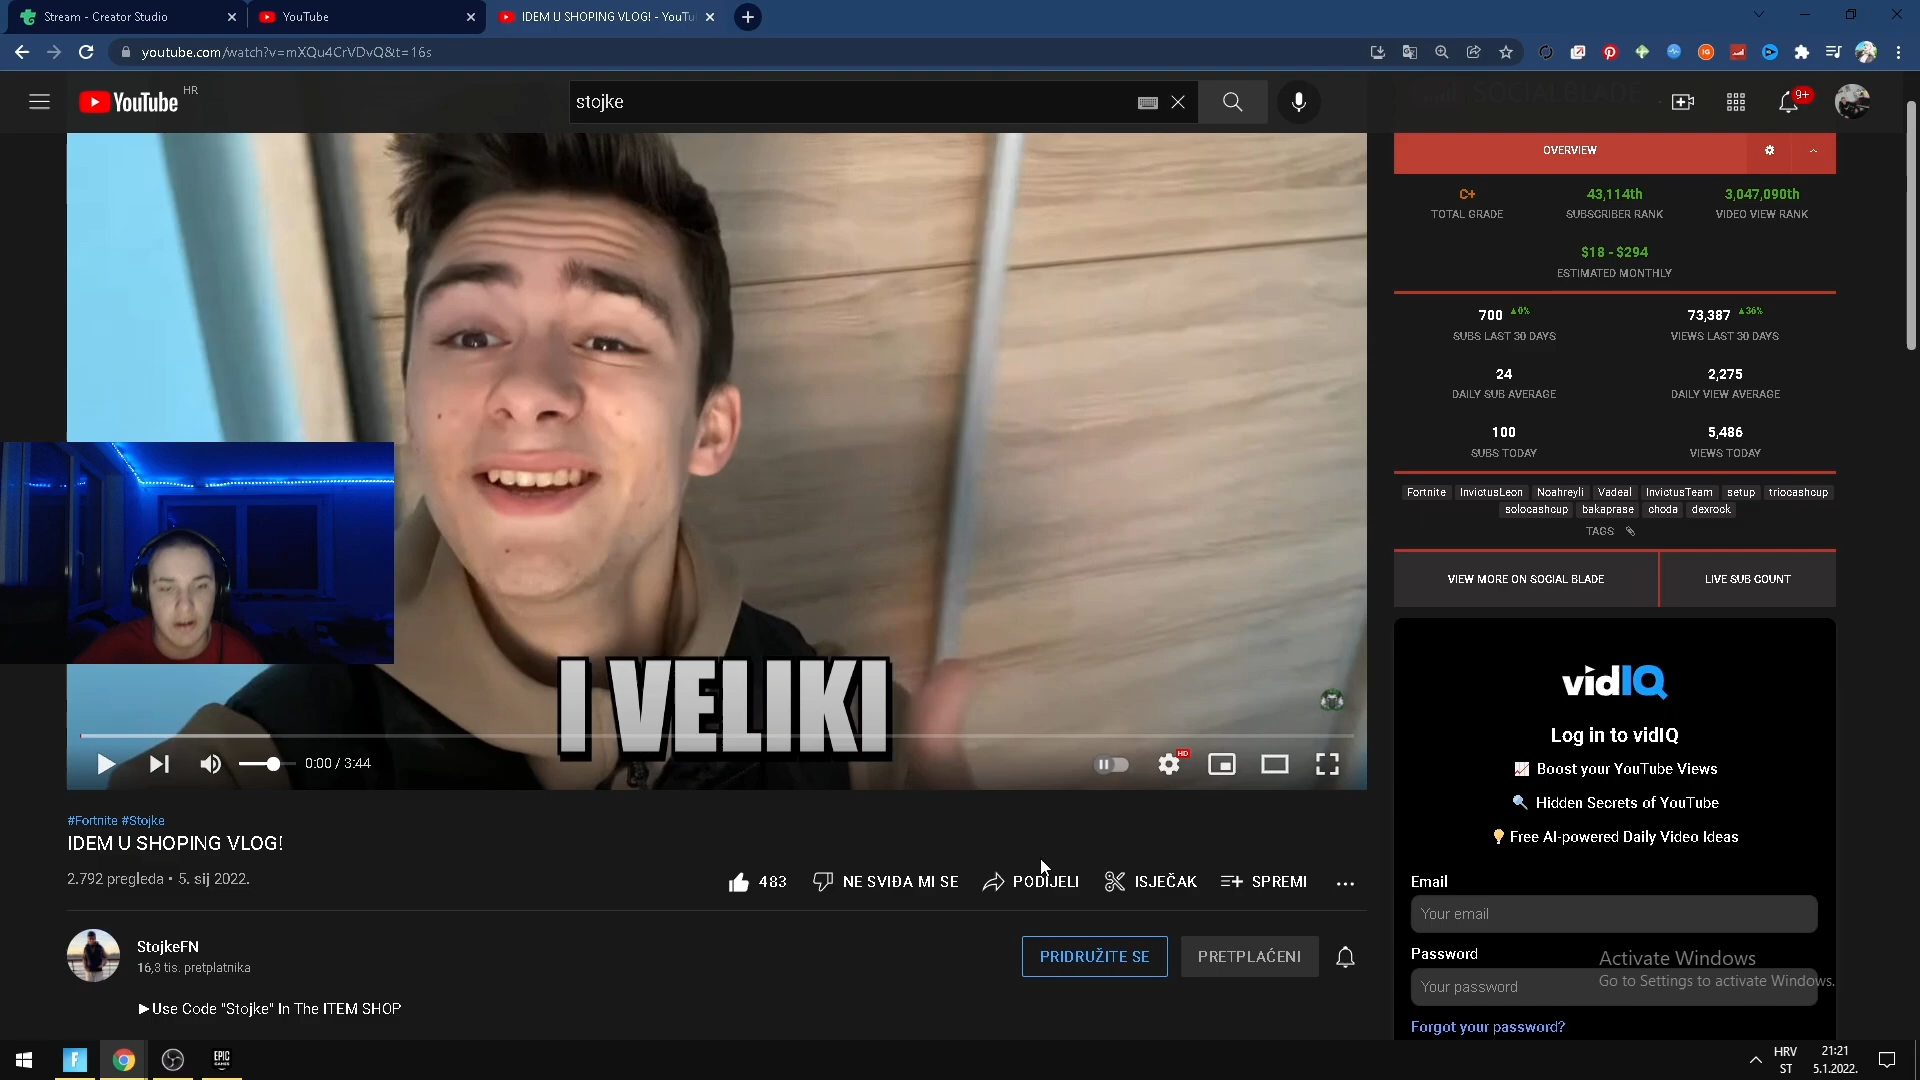 Stream - Creator Studio
YouTube
IDEM U SHOPING VLOG! - YouTu
youtube.com/watch?v=mXQu4CrVDvQ&t=16s
YouTube HR
stojke
SOCIALBLADE
9+
OVERVIEW
C+ 43,114th 3,047,090th
TOTAL GRADE SUBSCRIBER RANK VIDEO VIEW RANK
$18 - $294
ESTIMATED MONTHLY
700 ▲0% 73,387 ▲36%
SUBS LAST 30 DAYS VIEWS LAST 30 DAYS
24 2,275
DAILY SUB AVERAGE DAILY VIEW AVERAGE
100 5,486
SUBS TODAY VIEWS TODAY
Fortnite InvictusLeon Noahreyli Vadeal InvictusTeam setup triocashcup
solocashcup bakaprase choda dexrock
TAGS
VIEW MORE ON SOCIAL BLADE LIVE SUB COUNT
I VELIKI
0:00 / 3:44
HD
vidIQ
Log in to vidIQ
Boost your YouTube Views
Hidden Secrets of YouTube
Free AI-powered Daily Video Ideas
Email
Your email
Password
Your password
Forgot your password?
#Fortnite #Stojke
IDEM U SHOPING VLOG!
2.792 pregleda • 5. sij 2022.
483 NE SVIĐA MI SE PODIJELI ISJEČAK SPREMI
StojkeFN
16,3 tis. pretplatnika
PRIDRUŽITE SE PRETPLAĆENI
►Use Code "Stojke" In The ITEM SHOP
Activate Windows
Go to Settings to activate Windows.
EPIC
GAMES
HRV 21:21
ST 5.1.2022.